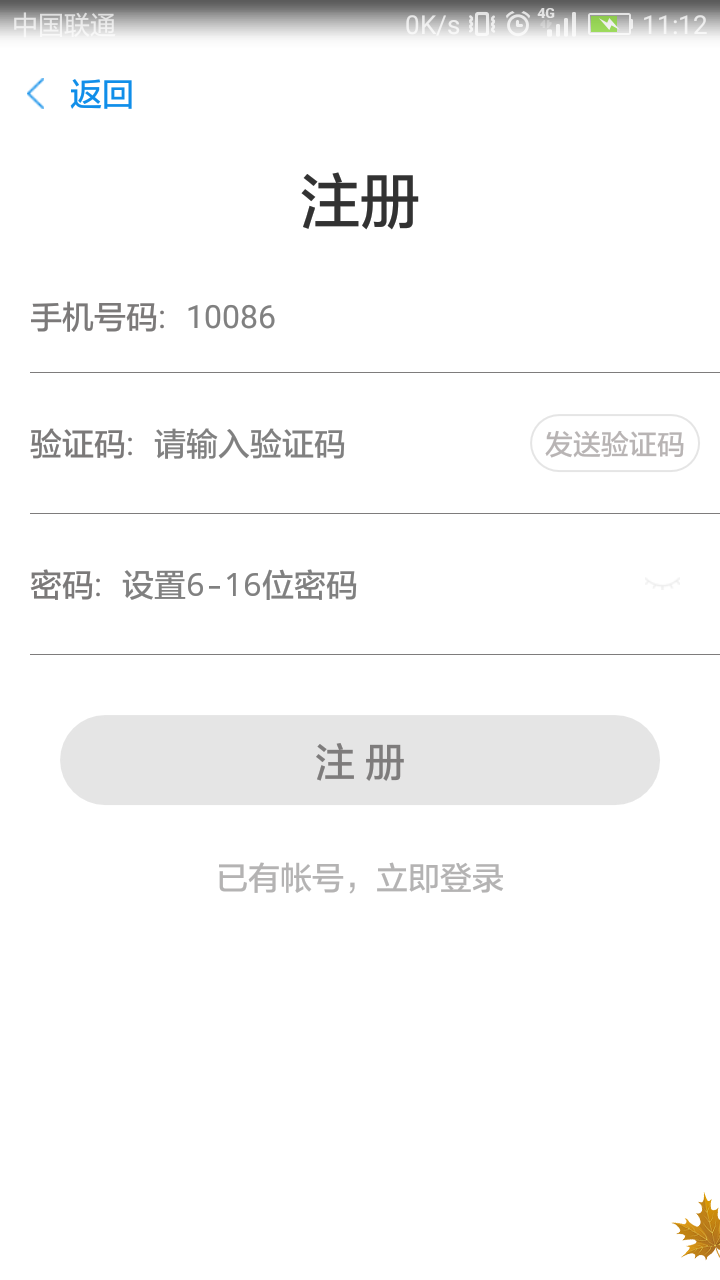 中国联通 0K/s 4G 11:12
返回
注册
手机号码: 10086
验证码: 请输入验证码 发送验证码
密码: 设置6-16位密码
注 册
已有帐号，立即登录